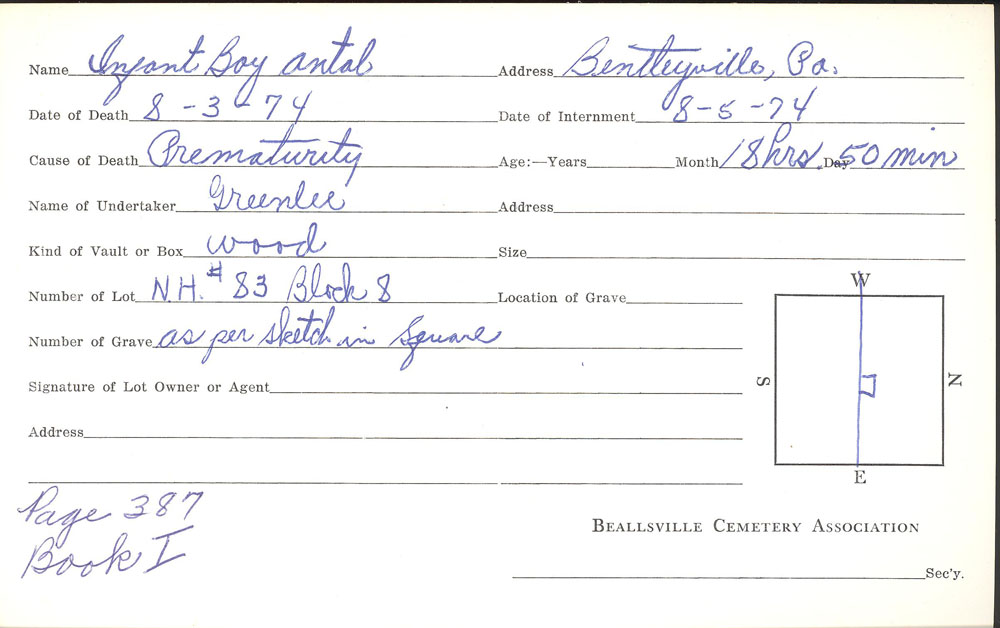 Name Infant Boy Antal Address Bentleyville, Pa.
Date of Death 8-3-74 Date of Internment 8-5-74
Cause of Death Prematurity Age:—Years Month 18hrs. Day 50 min
Name of Undertaker Greenlee Address
Kind of Vault or Box wood Size
Number of Lot N.H. # 83 Block 8 Location of Grave
Number of Grave as per sketch in Square
Signature of Lot Owner or Agent
Address
W
S
N
E
Page 387
Book I
Beallsville Cemetery Association
Sec'y.